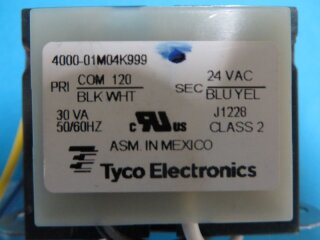 4000-01M04K999
PRI COM 120 SEC 24 VAC
BLK WHT BLU YEL
30 VA J1228
50/60HZ c RU us CLASS 2
ASM. IN MEXICO
Tyco Electronics